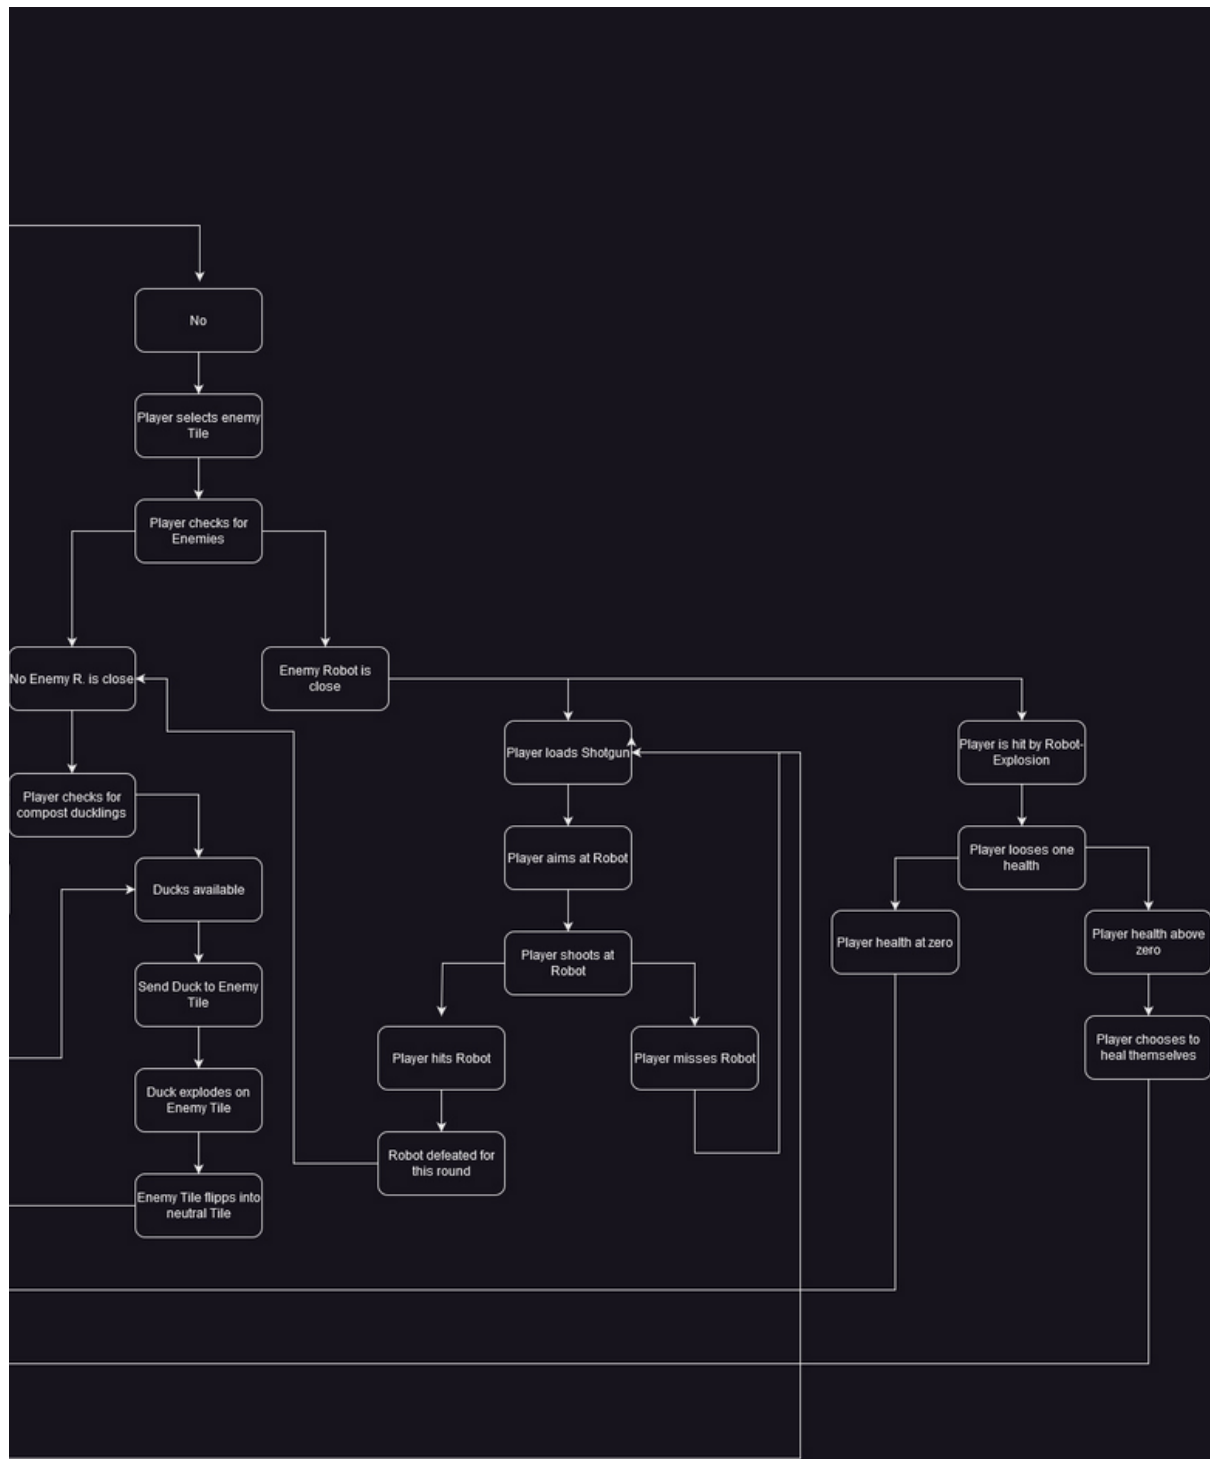 No
Player selects enemy
Tile
Player checks for
Enemies
No Enemy R. is close
Enemy Robot is
close
Player loads Shotgun
Player is hit by Robot-
Explosion
Player checks for
compost ducklings
Player aims at Robot
Player looses one
health
Ducks available
Player shoots at
Robot
Player health at zero
Player health above
zero
Send Duck to Enemy
Tile
Player hits Robot
Player misses Robot
Player chooses to
heal themselves
Duck explodes on
Enemy Tile
Robot defeated for
this round
Enemy Tile flipps into
neutral Tile